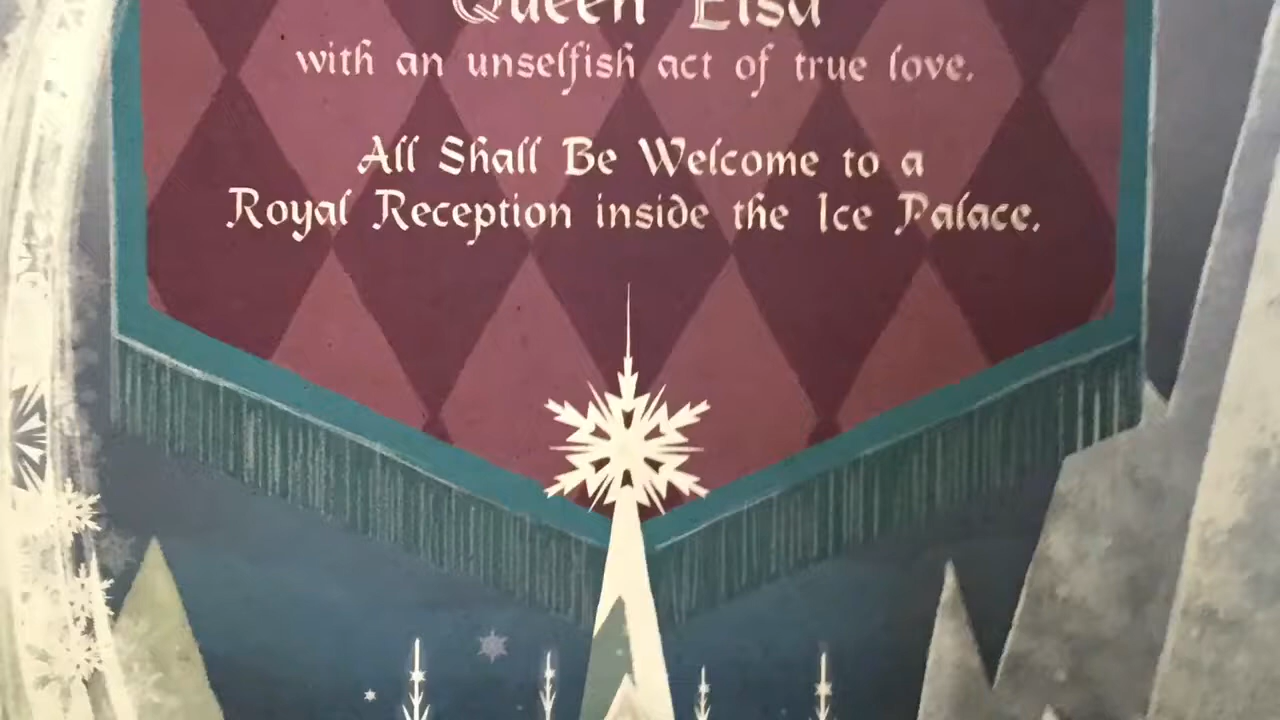 Queen Elsa
with an unselfish act of true love.
All Shall Be Welcome to a
Royal Reception inside the Ice Palace.